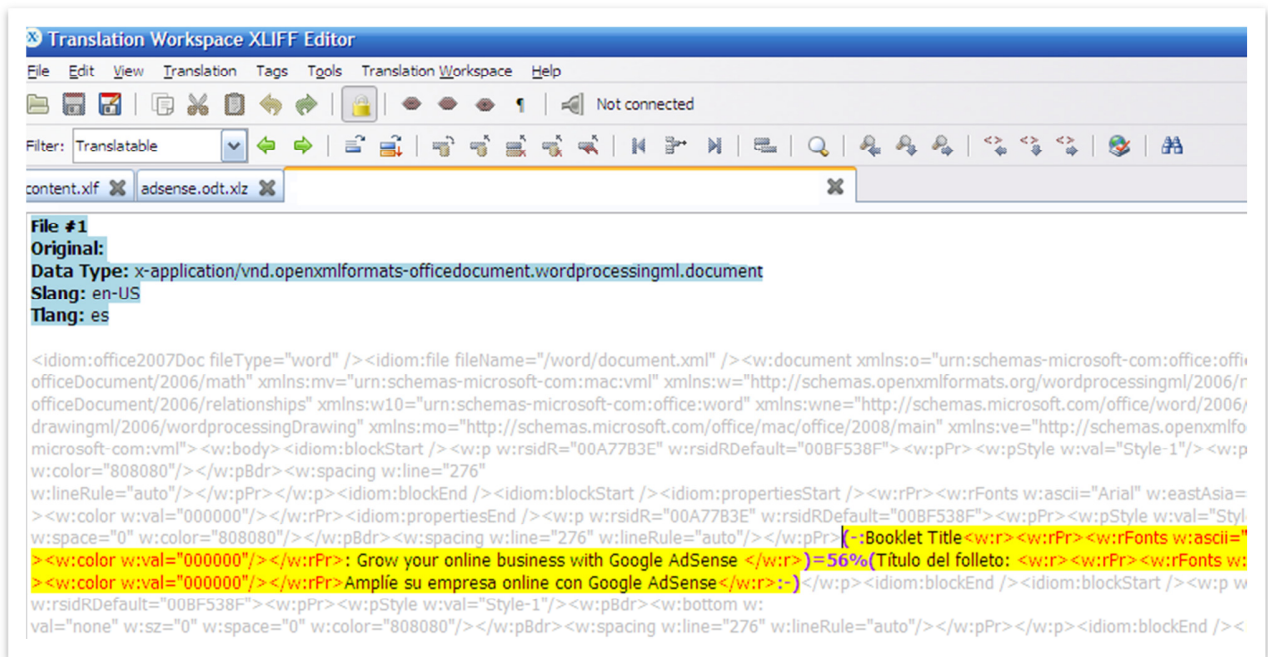 Translation Workspace XLIFF Editor
File Edit View Translation Tags Tools Translation Workspace Help
Not connected
Filter: Translatable
content.xlf adsense.odt.xlz
File #1
Original:
Data Type: x-application/vnd.openxmlformats-officedocument.wordprocessingml.document
Slang: en-US
Tlang: es
<idiom:office2007Doc fileType="word" /><idiom:file fileName="/word/document.xml" /><w:document xmlns:o="urn:schemas-microsoft-com:office:offi
officeDocument/2006/math" xmlns:mv="urn:schemas-microsoft-com:mac:vml" xmlns:w="http://schemas.openxmlformats.org/wordprocessingml/2006/
officeDocument/2006/relationships" xmlns:w10="urn:schemas-microsoft-com:office:word" xmlns:wne="http://schemas.microsoft.com/office/word/2006/
drawingml/2006/wordprocessingDrawing" xmlns:mo="http://schemas.microsoft.com/office/mac/office/2008/main" xmlns:ve="http://schemas.openxmlfo
microsoft-com:vml"><w:body><idiom:blockStart /><w:p w:rsidR="00A77B3E" w:rsidRDefault="00BF538F"><w:pPr><w:pStyle w:val="Style-1"/><w:p
w:color="808080"/></w:pBdr><w:spacing w:line="276"
w:lineRule="auto"/></w:pPr></w:p><idiom:blockEnd /><idiom:blockStart /><idiom:propertiesStart /><w:rPr><w:rFonts w:ascii="Arial" w:eastAsia=
><w:color w:val="000000"/></w:rPr><idiom:propertiesEnd /><w:p w:rsidR="00A77B3E" w:rsidRDefault="00BF538F"><w:pPr><w:pStyle w:val="Styl
w:space="0" w:color="808080"/></w:pBdr><w:spacing w:line="276" w:lineRule="auto"/></w:pPr>(-:Booklet Title<w:r><w:rPr><w:rFonts w:ascii="
><w:color w:val="000000"/></w:rPr>: Grow your online business with Google AdSense </w:r>)=56%(Título del folleto: <w:r><w:rPr><w:rFonts w:
><w:color w:val="000000"/></w:rPr>Amplíe su empresa online con Google AdSense</w:r>:-)</w:p><idiom:blockEnd /><idiom:blockStart /><w:p w
w:rsidRDefault="00BF538F"><w:pPr><w:pStyle w:val="Style-1"/><w:pBdr><w:bottom w:
val="none" w:sz="0" w:space="0" w:color="808080"/></w:pBdr><w:spacing w:line="276" w:lineRule="auto"/></w:pPr></w:p><idiom:blockEnd /><